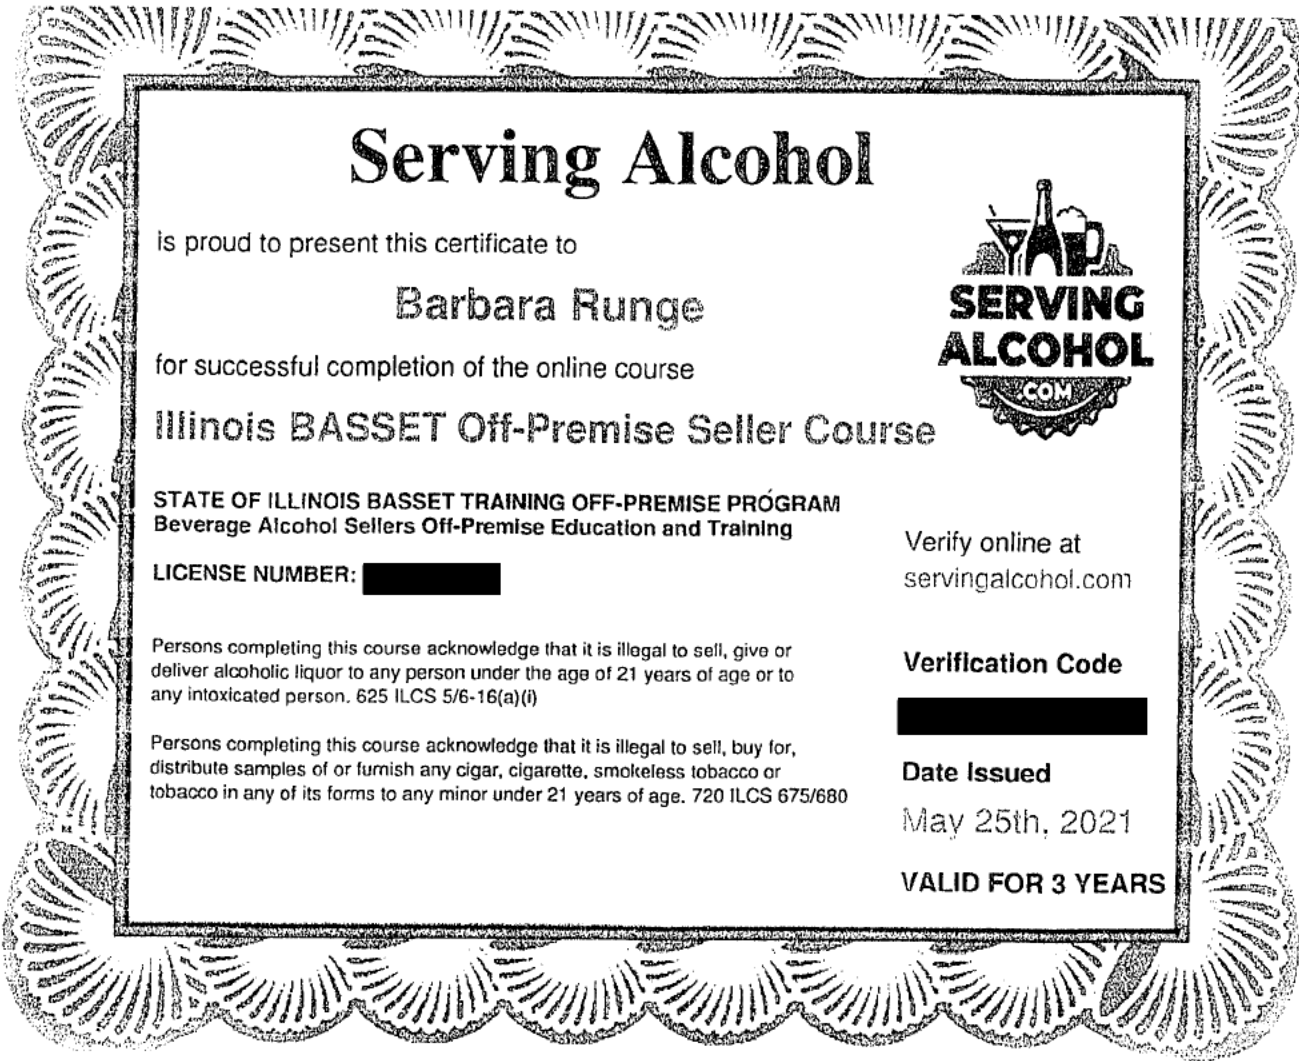 Serving Alcohol
is proud to present this certificate to
Barbara Runge
for successful completion of the online course
Illinois BASSET Off-Premise Seller Course
STATE OF ILLINOIS BASSET TRAINING OFF-PREMISE PROGRAM
Beverage Alcohol Sellers Off-Premise Education and Training
LICENSE NUMBER:
Persons completing this course acknowledge that it is illegal to sell, give or
deliver alcoholic liquor to any person under the age of 21 years of age or to
any intoxicated person. 625 ILCS 5/6-16(a)(i)
Persons completing this course acknowledge that it is illegal to sell, buy for,
distribute samples of or furnish any cigar, cigarette, smokeless tobacco or
tobacco in any of its forms to any minor under 21 years of age. 720 ILCS 675/680
SERVING
ALCOHOL
.COM
Verify online at
servingalcohol.com
Verification Code
Date Issued
May 25th, 2021
VALID FOR 3 YEARS